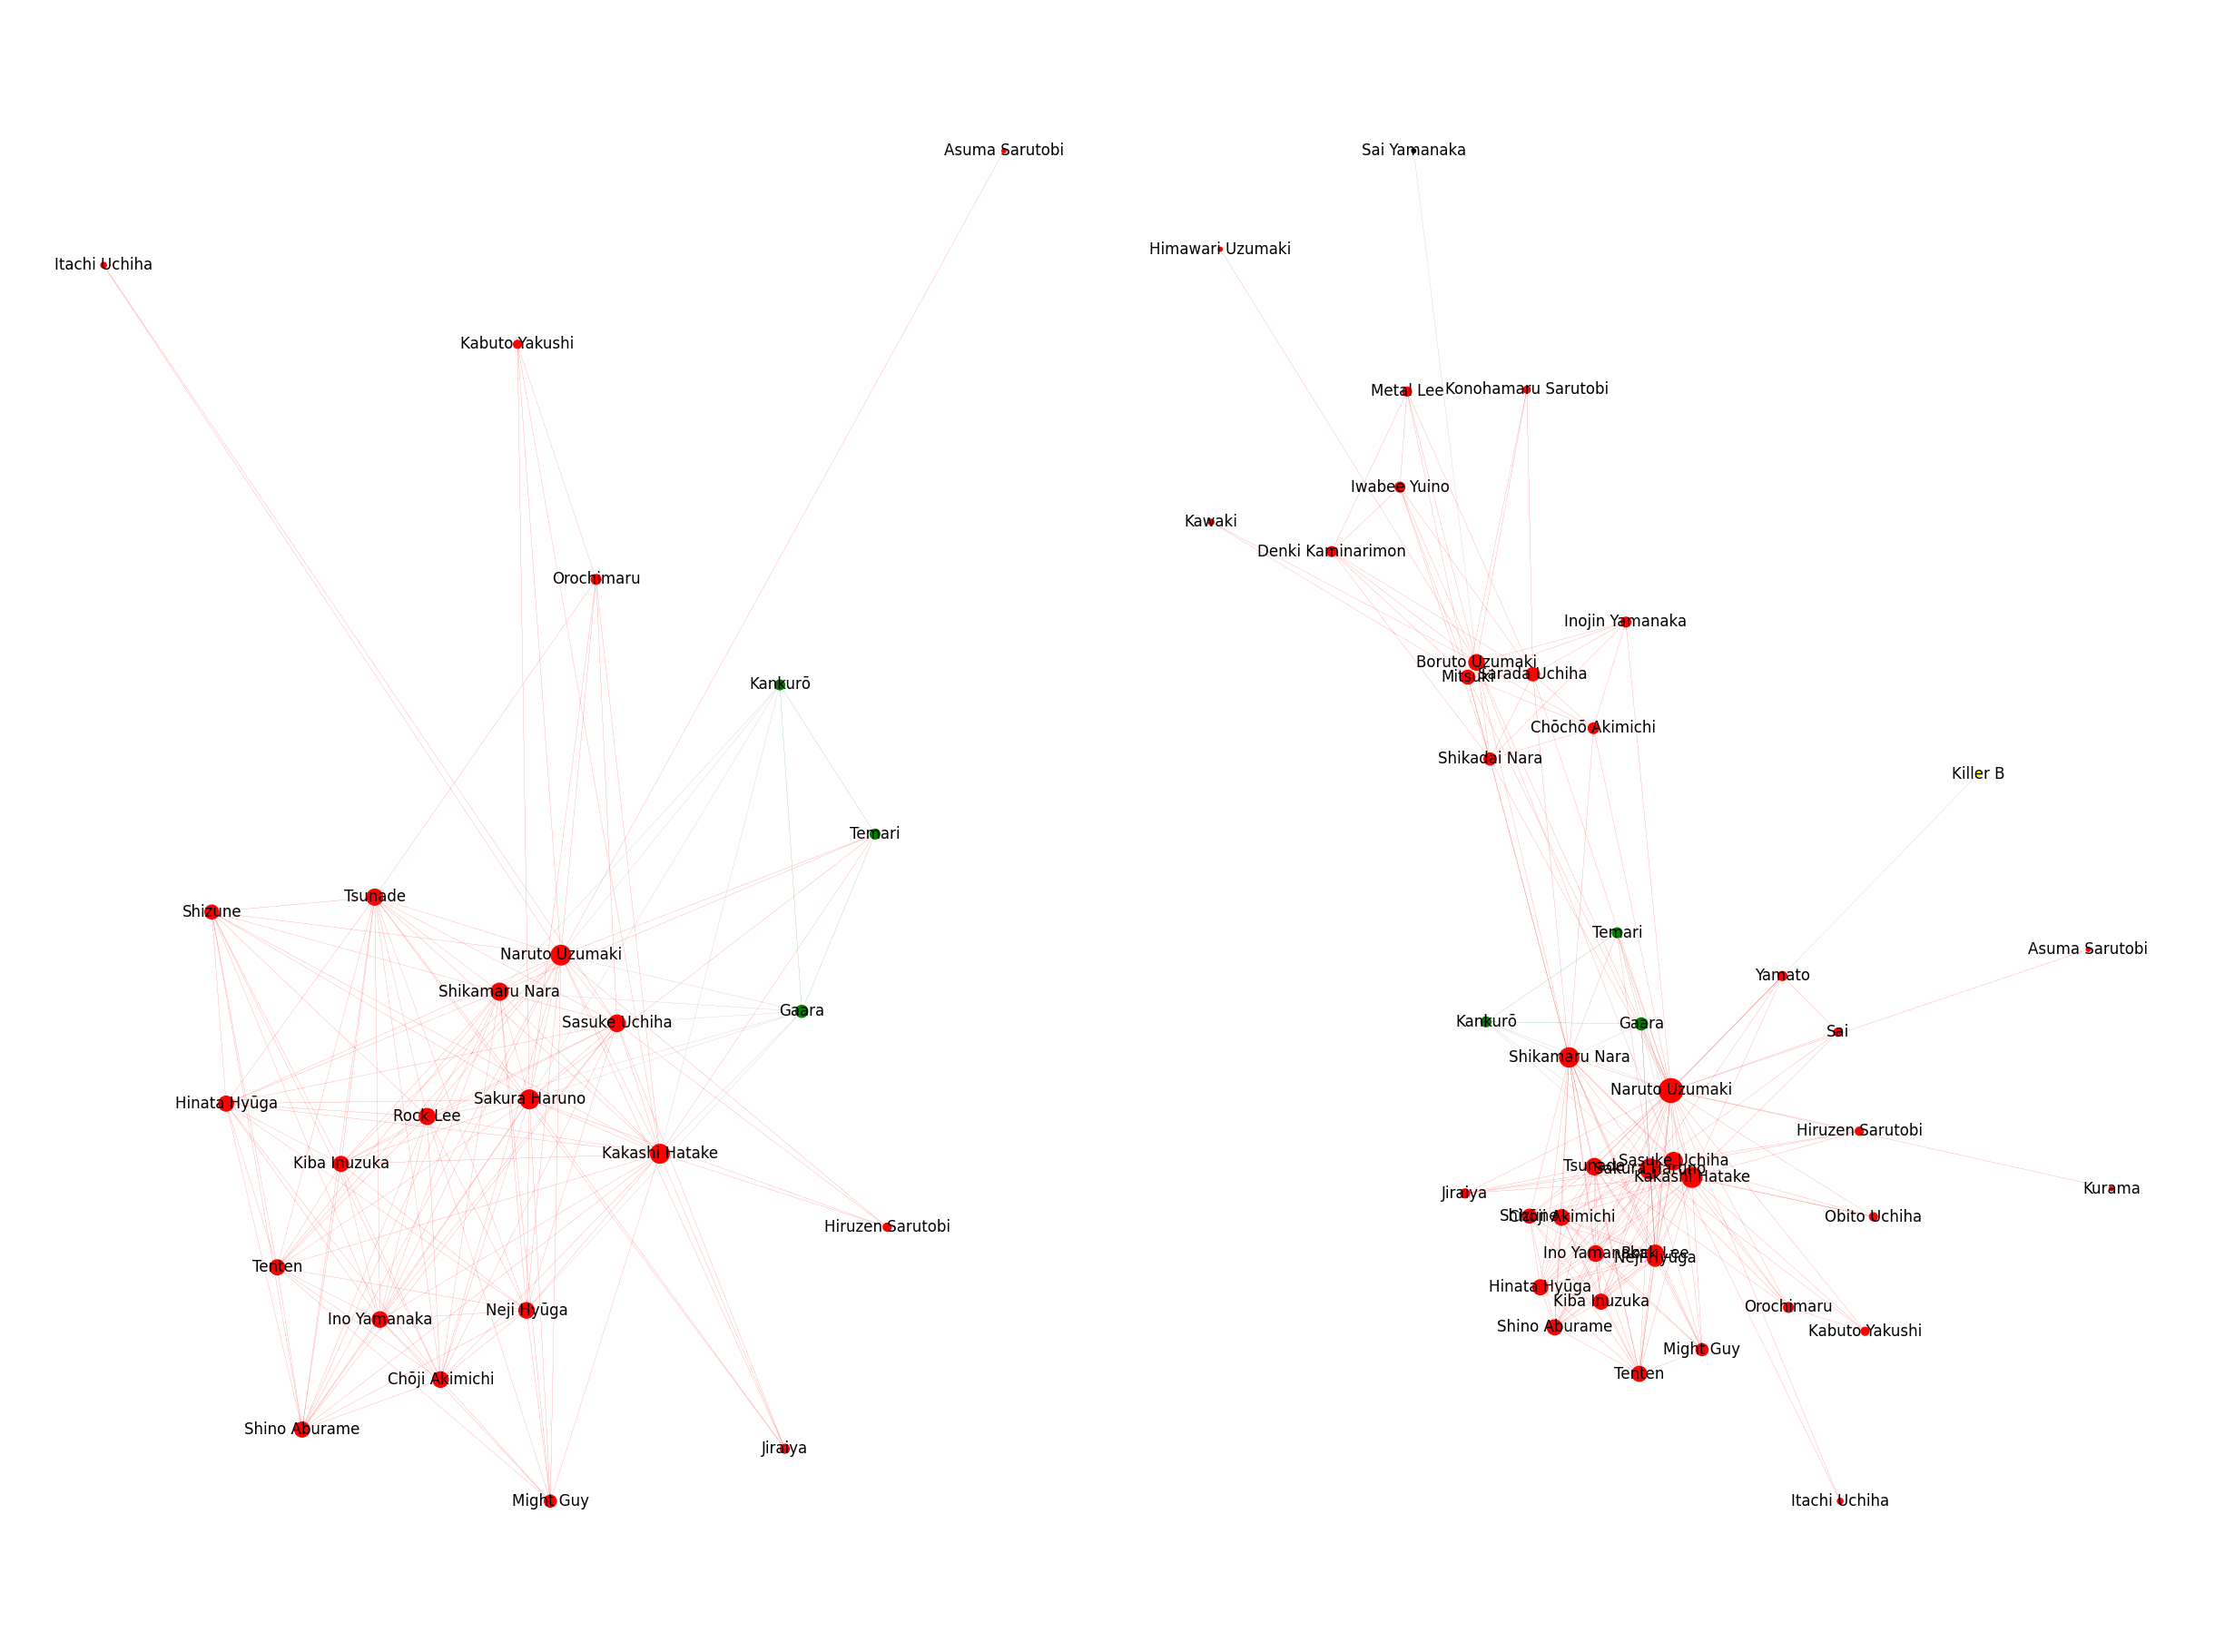 Asuma Sarutobi
Itachi Uchiha
Kabuto Yakushi
Orochimaru
Kankurō
Temari
Tsunade
Shizune
Naruto Uzumaki
Shikamaru Nara
Gaara
Sasuke Uchiha
Sakura Haruno
Hinata Hyūga
Rock Lee
Kakashi Hatake
Kiba Inuzuka
Hiruzen Sarutobi
Tenten
Neji Hyūga
Ino Yamanaka
Chōji Akimichi
Shino Aburame
Jiraiya
Might Guy
Sai Yamanaka
Himawari Uzumaki
Metal Lee
Konohamaru Sarutobi
Iwabee Yuino
Kawaki
Denki Kaminarimon
Inojin Yamanaka
Boruto Uzumaki
Mitsuki
Sarada Uchiha
Chōchō Akimichi
Shikadai Nara
Killer B
Temari
Asuma Sarutobi
Yamato
Kankurō
Gaara
Sai
Shikamaru Nara
Naruto Uzumaki
Hiruzen Sarutobi
Sasuke Uchiha
Tsunade
Sakura Haruno
Kakashi Hatake
Kurama
Jiraiya
Shizune
Chōji Akimichi
Obito Uchiha
Ino Yamanaka
Rock Lee
Neji Hyūga
Hinata Hyūga
Kiba Inuzuka
Orochimaru
Shino Aburame
Kabuto Yakushi
Might Guy
Tenten
Itachi Uchiha